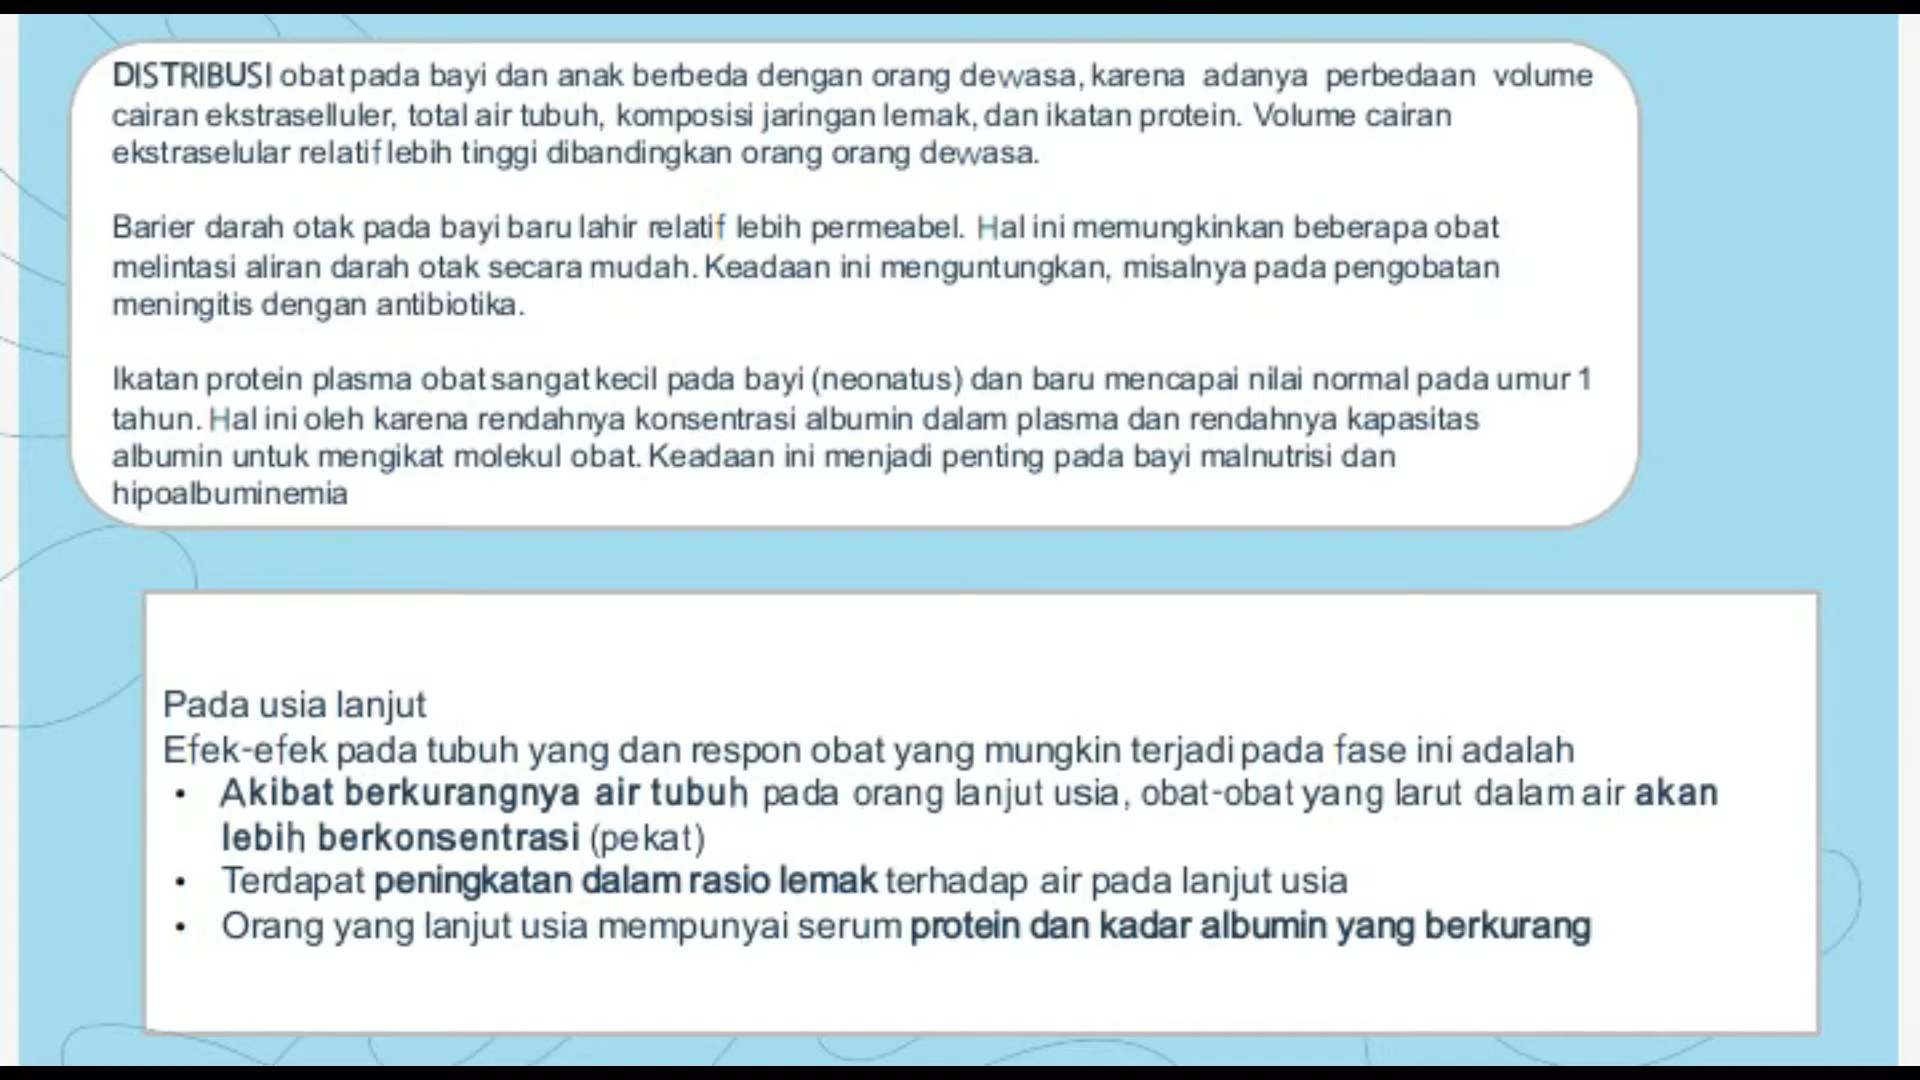 DISTRIBUSI obat pada bayi dan anak berbeda dengan orang dewasa, karena adanya perbedaan volume
cairan ekstraselluler, total air tubuh, komposisi jaringan lemak, dan ikatan protein. Volume cairan
ekstraselular relatif lebih tinggi dibandingkan orang orang dewasa.
Barier darah otak pada bayi baru lahir relatif lebih permeabel. Hal ini memungkinkan beberapa obat
melintasi aliran darah otak secara mudah. Keadaan ini menguntungkan, misalnya pada pengobatan
meningitis dengan antibiotika.
Ikatan protein plasma obat sangat kecil pada bayi (neonatus) dan baru mencapai nilai normal pada umur 1
tahun. Hal ini oleh karena rendahnya konsentrasi albumin dalam plasma dan rendahnya kapasitas
albumin untuk mengikat molekul obat. Keadaan ini menjadi penting pada bayi malnutrisi dan
hipoalbuminemia
Pada usia lanjut
Efek-efek pada tubuh yang dan respon obat yang mungkin terjadi pada fase ini adalah
• Akibat berkurangnya air tubuh pada orang lanjut usia, obat-obat yang larut dalam air akan
lebih berkonsentrasi (pekat)
• Terdapat peningkatan dalam rasio lemak terhadap air pada lanjut usia
• Orang yang lanjut usia mempunyai serum protein dan kadar albumin yang berkurang